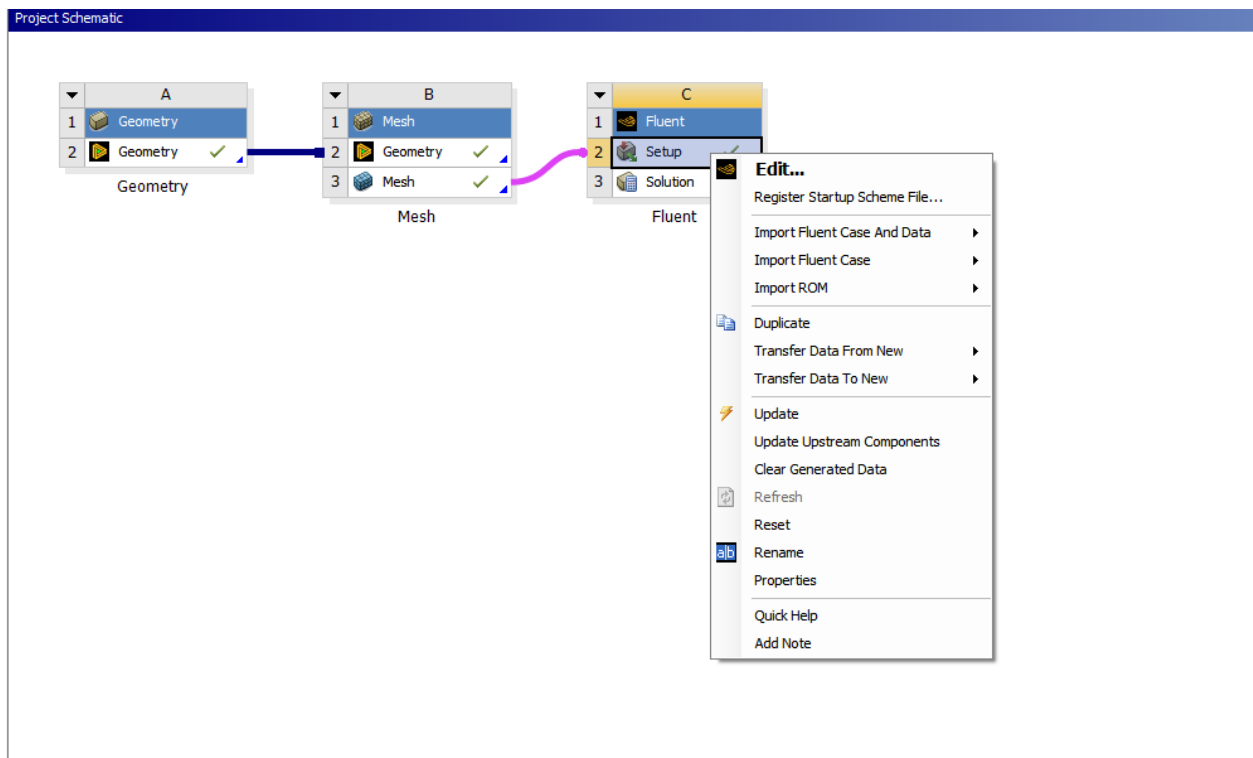 Project Schematic
A
1 Geometry
2 Geometry
Geometry
B
1 Mesh
2 Geometry
3 Mesh
Mesh
C
1 Fluent
2 Setup
3 Solution
Fluent
Edit...
Register Startup Scheme File...
Import Fluent Case And Data
Import Fluent Case
Import ROM
Duplicate
Transfer Data From New
Transfer Data To New
Update
Update Upstream Components
Clear Generated Data
Refresh
Reset
a|b Rename
Properties
Quick Help
Add Note